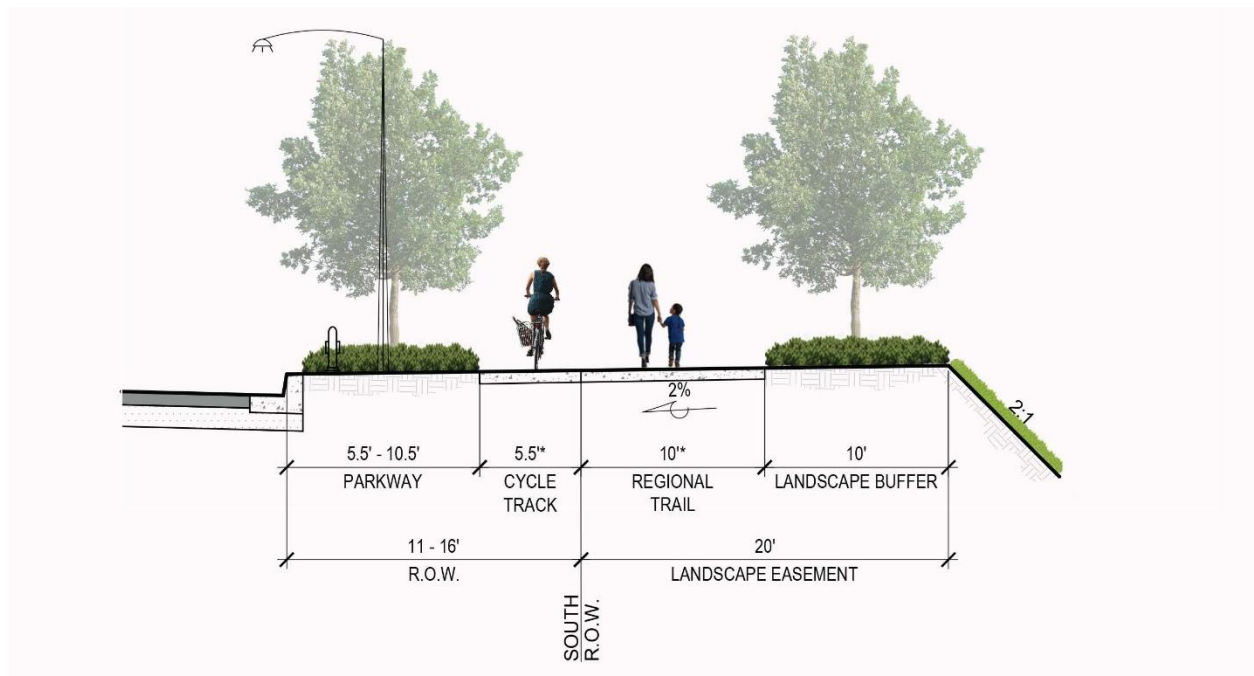 2%
2:1
5.5' - 10.5'
PARKWAY
5.5'*
CYCLE
TRACK
10'*
REGIONAL
TRAIL
10'
LANDSCAPE BUFFER
11 - 16'
R.O.W.
20'
LANDSCAPE EASEMENT
SOUTH
R.O.W.